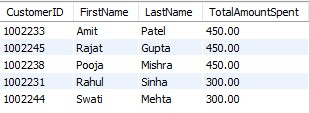 CustomerID FirstName LastName TotalAmountSpent
1002233 Amit Patel 450.00
1002245 Rajat Gupta 450.00
1002238 Pooja Mishra 450.00
1002231 Rahul Sinha 300.00
1002244 Swati Mehta 300.00